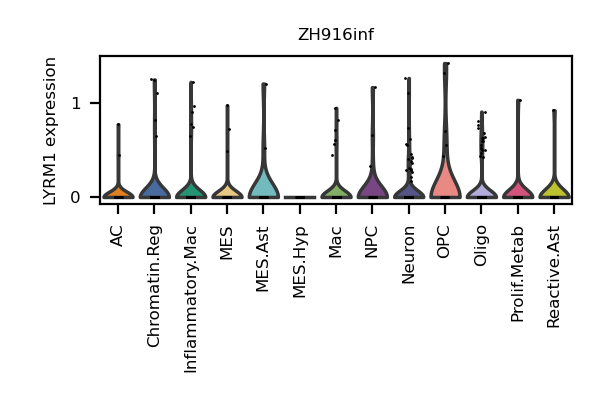 ZH916inf
LYRM1 expression
1
0
AC
Chromatin.Reg
Inflammatory.Mac
MES
MES.Ast
MES.Hyp
Mac
NPC
Neuron
OPC
Oligo
Prolif.Metab
Reactive.Ast